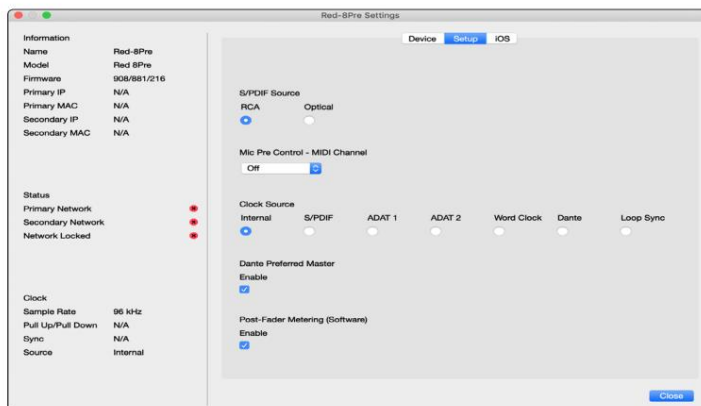 Red-8Pre Settings
Information
Name Red-8Pre
Model Red 8Pre
Firmware 908/881/216
Primary IP N/A
Primary MAC N/A
Secondary IP N/A
Secondary MAC N/A
Status
Primary Network
Secondary Network
Network Locked
Clock
Sample Rate 96 kHz
Pull Up/Pull Down N/A
Sync N/A
Source Internal
Device Setup iOS
S/PDIF Source
RCA Optical
Mic Pre Control - MIDI Channel
Off
Clock Source
Internal S/PDIF ADAT 1 ADAT 2 Word Clock Dante Loop Sync
Dante Preferred Master
Enable
Post-Fader Metering (Software)
Enable
Close